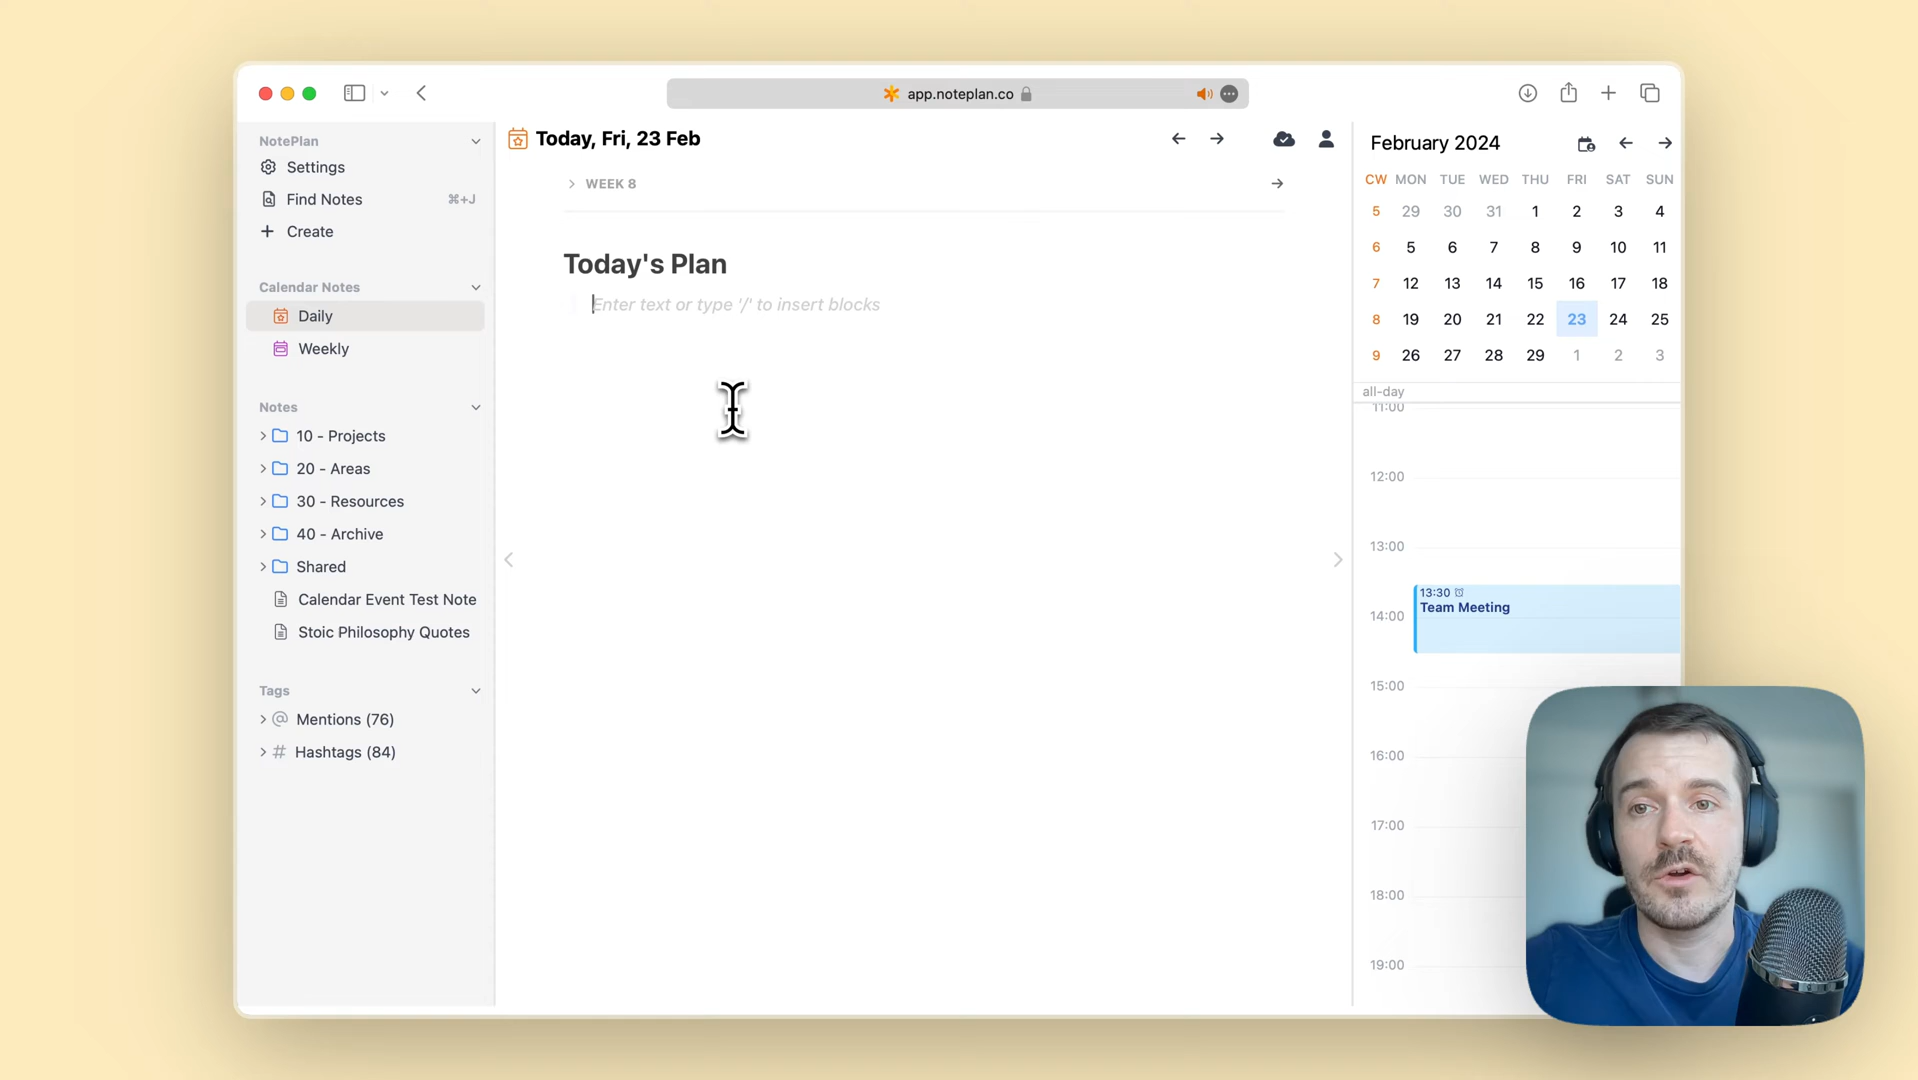 app.noteplan.co
NotePlan
Settings
Find Notes ⌘+J
Create
Calendar Notes
Daily
Weekly
Notes
10 - Projects
20 - Areas
30 - Resources
40 - Archive
Shared
Calendar Event Test Note
Stoic Philosophy Quotes
Tags
@ Mentions (76)
# Hashtags (84)
Today, Fri, 23 Feb
WEEK 8
Today's Plan
Enter text or type '/' to insert blocks
February 2024
CW MON TUE WED THU FRI SAT SUN
5 29 30 31 1 2 3 4
6 5 6 7 8 9 10 11
7 12 13 14 15 16 17 18
8 19 20 21 22 23 24 25
9 26 27 28 29 1 2 3
all-day
11:00
12:00
13:00
13:30
Team Meeting
14:00
15:00
16:00
17:00
18:00
19:00